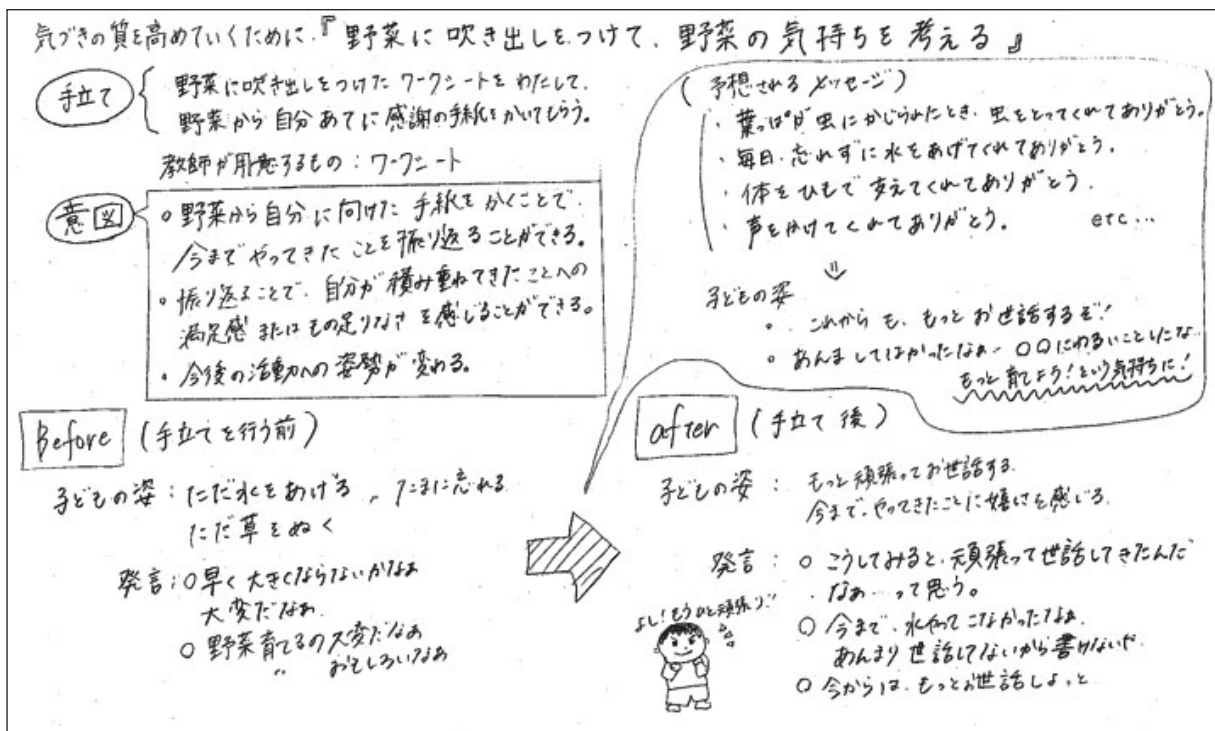 気づきの質を高めていくために、『野菜に吹き出しをつけて、野菜の気持ちを考える』
手立て
野菜に吹き出しをつけたワークシートをわたして、
野菜から自分あてに感謝の手紙をかいてもらう。
教師が用意するもの：ワークシート
意図
○野菜から自分に向けた手紙をかくことで、
今までやってきたことを振り返ることができる。
○振り返ることで、自分が積み重ねてきたことへの
満足感またはもの足りなさを感じることができる。
・今後の活動への姿勢が変わる。
（予想されるメッセージ）
・葉っぱが虫にかじられたとき、虫をとってくれてありがとう。
・毎日、忘れずに水をあげてくれてありがとう。
・体をひもで支えてくれてありがとう。
・声をかけてくれてありがとう。 etc...
⇓
子どもの姿
○ これからも、もっとお世話するぞ!
○ あんましてなかったなぁ〜 ○○にわるいことしたな
もっと育てよう！という気持ちに！
Before（手立てを行う前）
子どもの姿：ただ水をあげる、たまに忘れる
ただ草をぬく
発言：○早く大きくならないかなぁ
大変だなぁ
○野菜育てるの大変だなぁ
〃 おもしろいなぁ
after（手立て後）
子どもの姿： もっと頑張ってお世話する。
今まで、やってきたことに嬉しさを感じる。
発言： ○こうしてみると、頑張って世話してきたんだ
なぁ…って思う。
○今まで、水やってこなかったなぁ
あんまり世話してないから書けないや
○今からは、もっとお世話しよっと
よし！もうひと頑張り!!